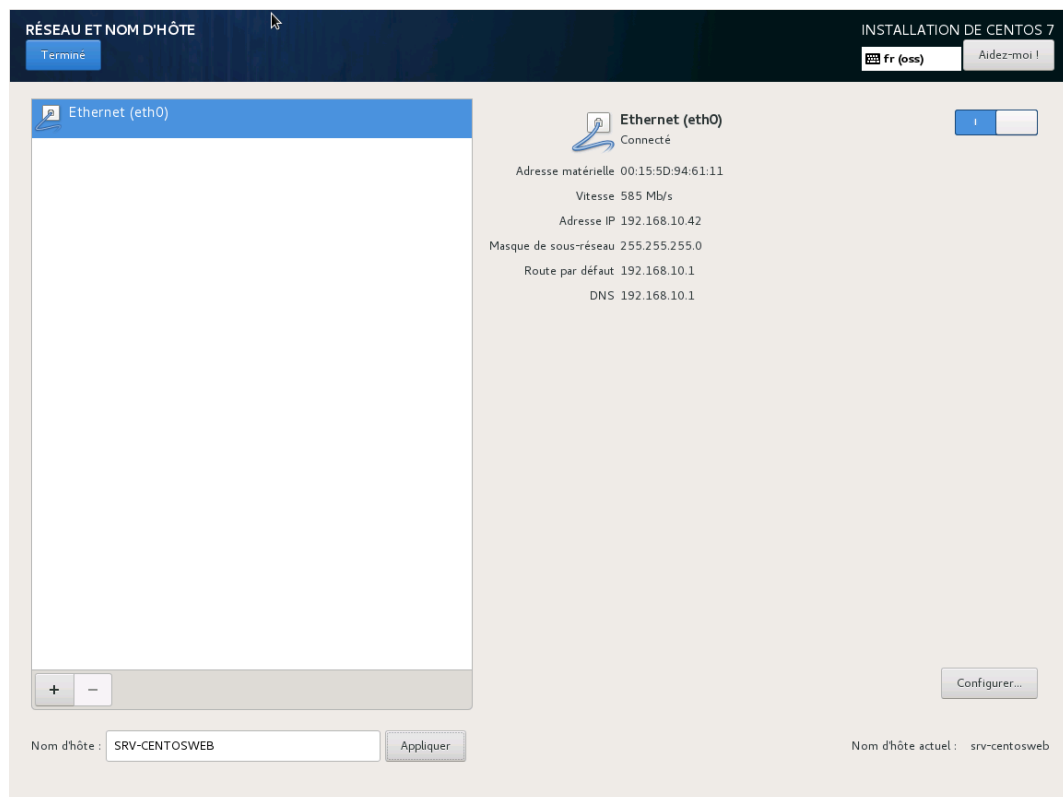 RÉSEAU ET NOM D'HÔTE
INSTALLATION DE CENTOS 7
Terminé
fr (oss)
Aidez-moi !
Ethernet (eth0)
Ethernet (eth0)
Connecté
Adresse matérielle 00:15:5D:94:61:11
Vitesse 585 Mb/s
Adresse IP 192.168.10.42
Masque de sous-réseau 255.255.255.0
Route par défaut 192.168.10.1
DNS 192.168.10.1
+ −
Configurer...
Nom d'hôte : SRV-CENTOSWEB Appliquer
Nom d'hôte actuel : srv-centosweb